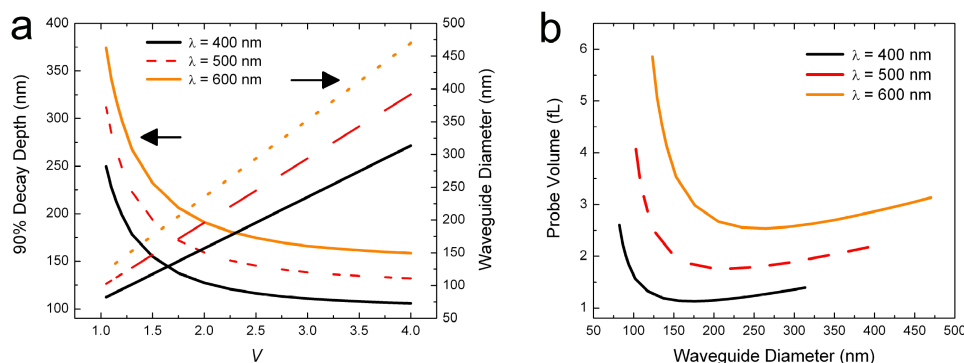 a
λ = 400 nm
λ = 500 nm
λ = 600 nm
90% Decay Depth (nm)
400
350
300
250
200
150
100
1.0 1.5 2.0 2.5 3.0 3.5 4.0
V
500
450
400
350
300
250
200
150
100
50
Waveguide Diameter (nm)
b
λ = 400 nm
λ = 500 nm
λ = 600 nm
Probe Volume (fL)
6
5
4
3
2
1
50 100 150 200 250 300 350 400 450 500
Waveguide Diameter (nm)